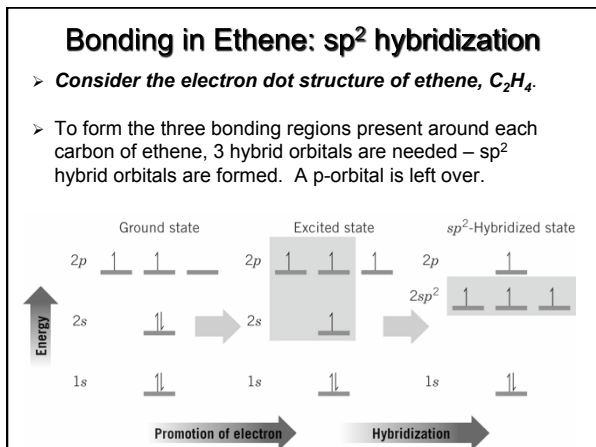 Bonding in Ethene: sp² hybridization
➢ Consider the electron dot structure of ethene, C₂H₄.
➢ To form the three bonding regions present around each
carbon of ethene, 3 hybrid orbitals are needed – sp²
hybrid orbitals are formed. A p-orbital is left over.
Ground state Excited state sp²-Hybridized state
2p 2p 2p
2sp²
2s 2s
Energy
1s 1s 1s
Promotion of electron Hybridization